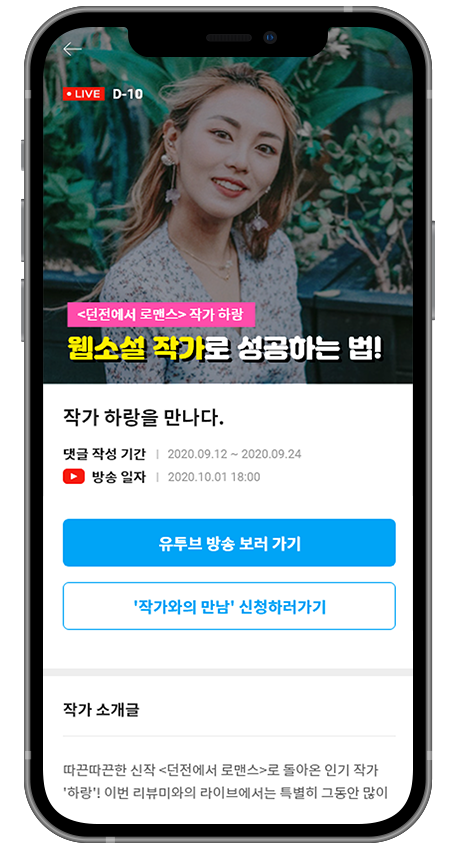 LIVE D-10
<던전에서 로맨스> 작가 하랑
웹소설 작가로 성공하는 법!
작가 하랑을 만나다.
댓글 작성 기간 | 2020.09.12 ~ 2020.09.24
방송 일자 | 2020.10.01 18:00
유투브 방송 보러 가기
'작가와의 만남' 신청하러가기
작가 소개글
따끈따끈한 신작 <던전에서 로맨스>로 돌아온 인기 작가
'하랑'! 이번 리뷰미와의 라이브에서는 특별히 그동안 많이